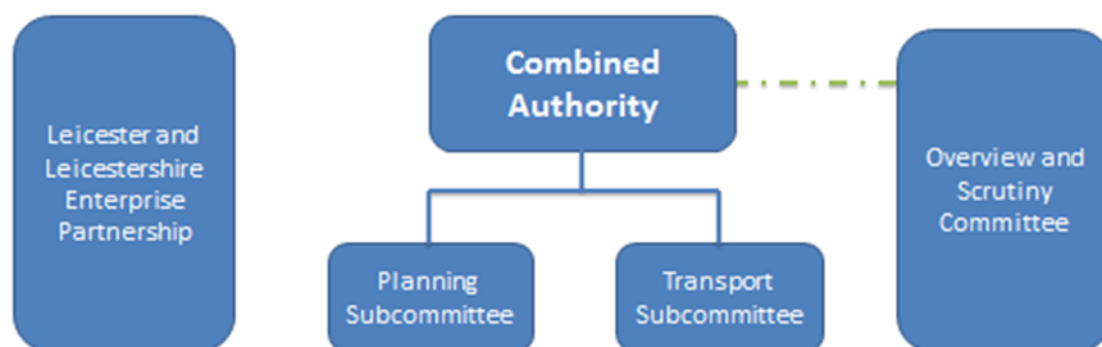 Leicester and
Leicestershire
Enterprise
Partnership
Combined
Authority
Planning
Subcommittee
Transport
Subcommittee
Overview and
Scrutiny
Committee